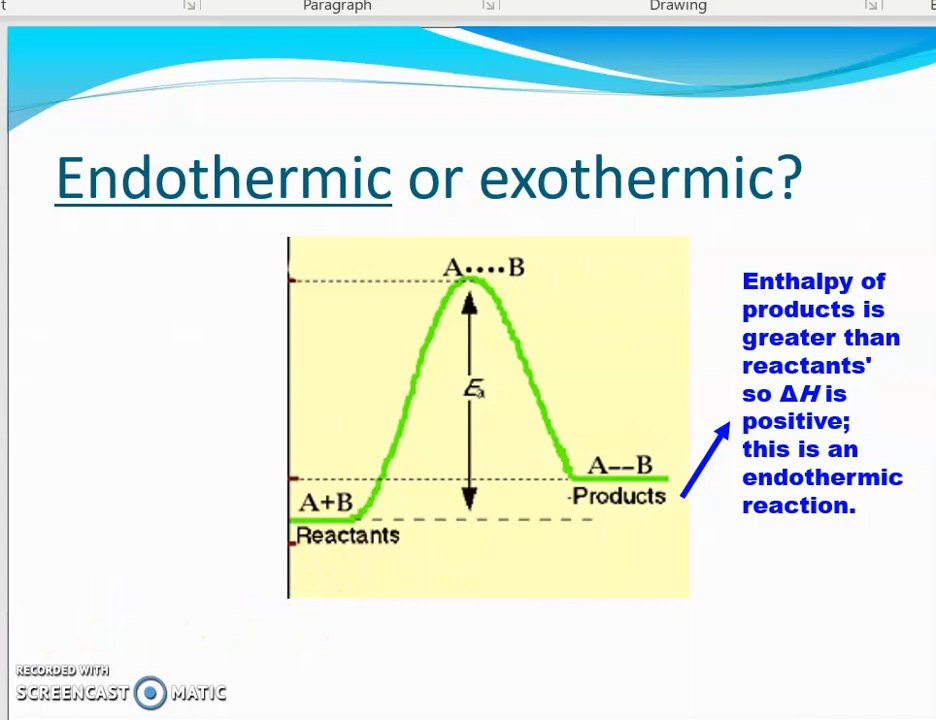 t Paragraph Drawing
Endothermic or exothermic?
A••••B
Ea
A--B
-Products
A+B
Reactants
Enthalpy of
products is
greater than
reactants'
so ΔH is
positive;
this is an
endothermic
reaction.
RECORDED WITH
SCREENCAST MATIC